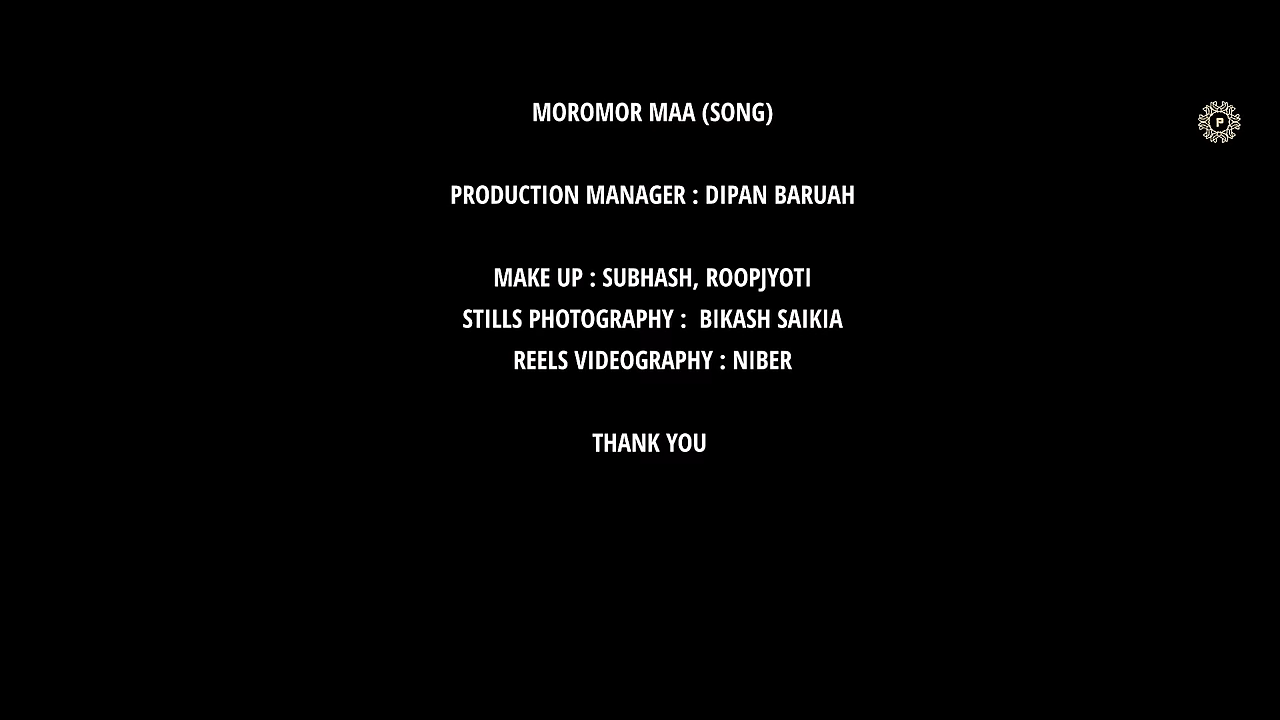 MOROMOR MAA (SONG)
P
PRODUCTION MANAGER : DIPAN BARUAH
MAKE UP : SUBHASH, ROOPJYOTI
STILLS PHOTOGRAPHY :  BIKASH SAIKIA
REELS VIDEOGRAPHY : NIBER
THANK YOU